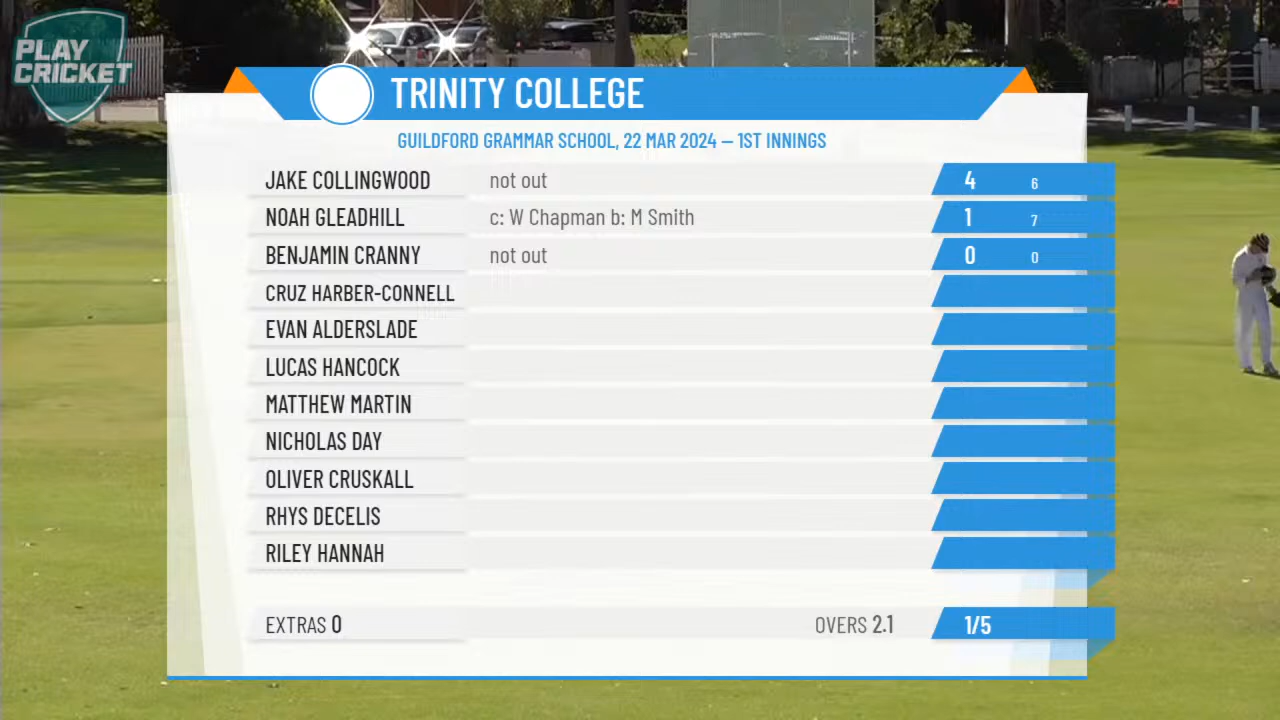 PLAY
CRICKET
TRINITY COLLEGE
GUILDFORD GRAMMAR SCHOOL, 22 MAR 2024 – 1ST INNINGS
JAKE COLLINGWOOD not out 4 6
NOAH GLEADHILL c: W Chapman b: M Smith 1 7
BENJAMIN CRANNY not out 0 0
CRUZ HARBER-CONNELL
EVAN ALDERSLADE
LUCAS HANCOCK
MATTHEW MARTIN
NICHOLAS DAY
OLIVER CRUSKALL
RHYS DECELIS
RILEY HANNAH
EXTRAS 0 OVERS 2.1 1/5